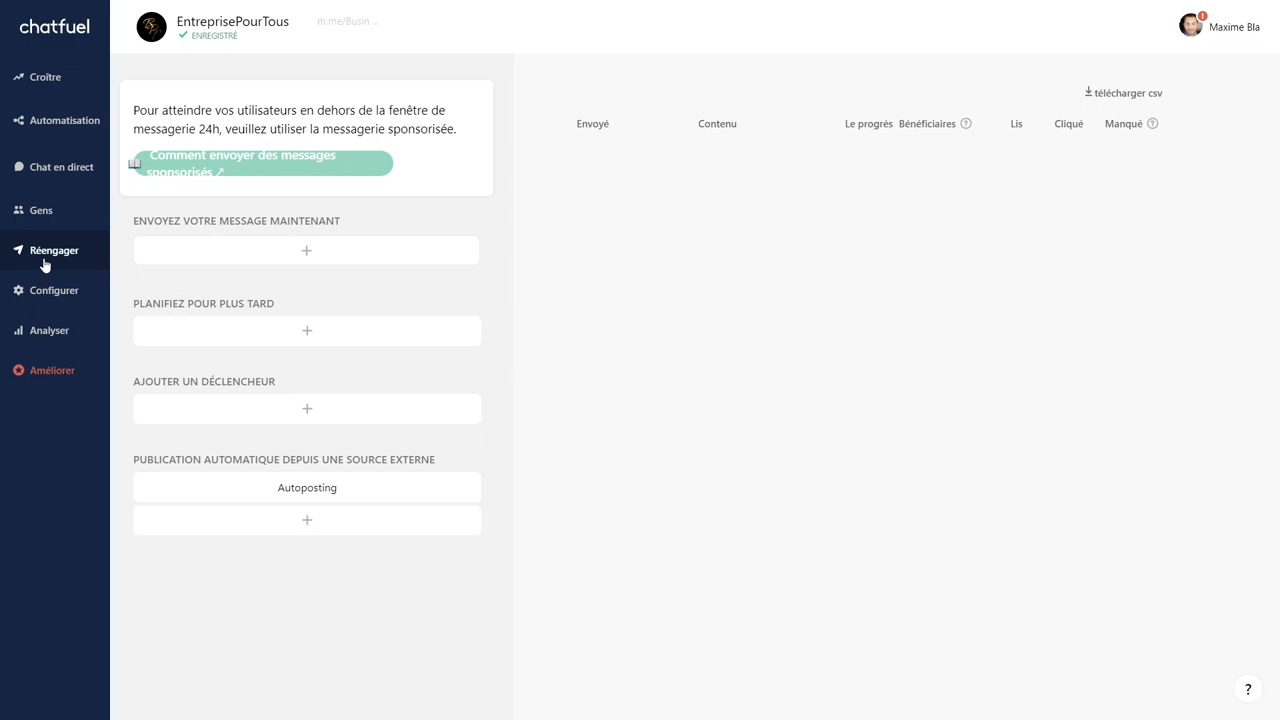 chatfuel
EntreprisePourTous
ENREGISTRÉ
m.me/Busin ...
Maxime Bla
Croître
Automatisation
Chat en direct
Gens
Réengager
Configurer
Analyser
Améliorer
Pour atteindre vos utilisateurs en dehors de la fenêtre de
messagerie 24h, veuillez utiliser la messagerie sponsorisée.
Comment envoyer des messages
sponsorisés ↗
ENVOYEZ VOTRE MESSAGE MAINTENANT
+
PLANIFIEZ POUR PLUS TARD
+
AJOUTER UN DÉCLENCHEUR
+
PUBLICATION AUTOMATIQUE DEPUIS UNE SOURCE EXTERNE
Autoposting
+
télécharger csv
Envoyé Contenu Le progrès Bénéficiaires ? Lis Cliqué Manqué ?
?